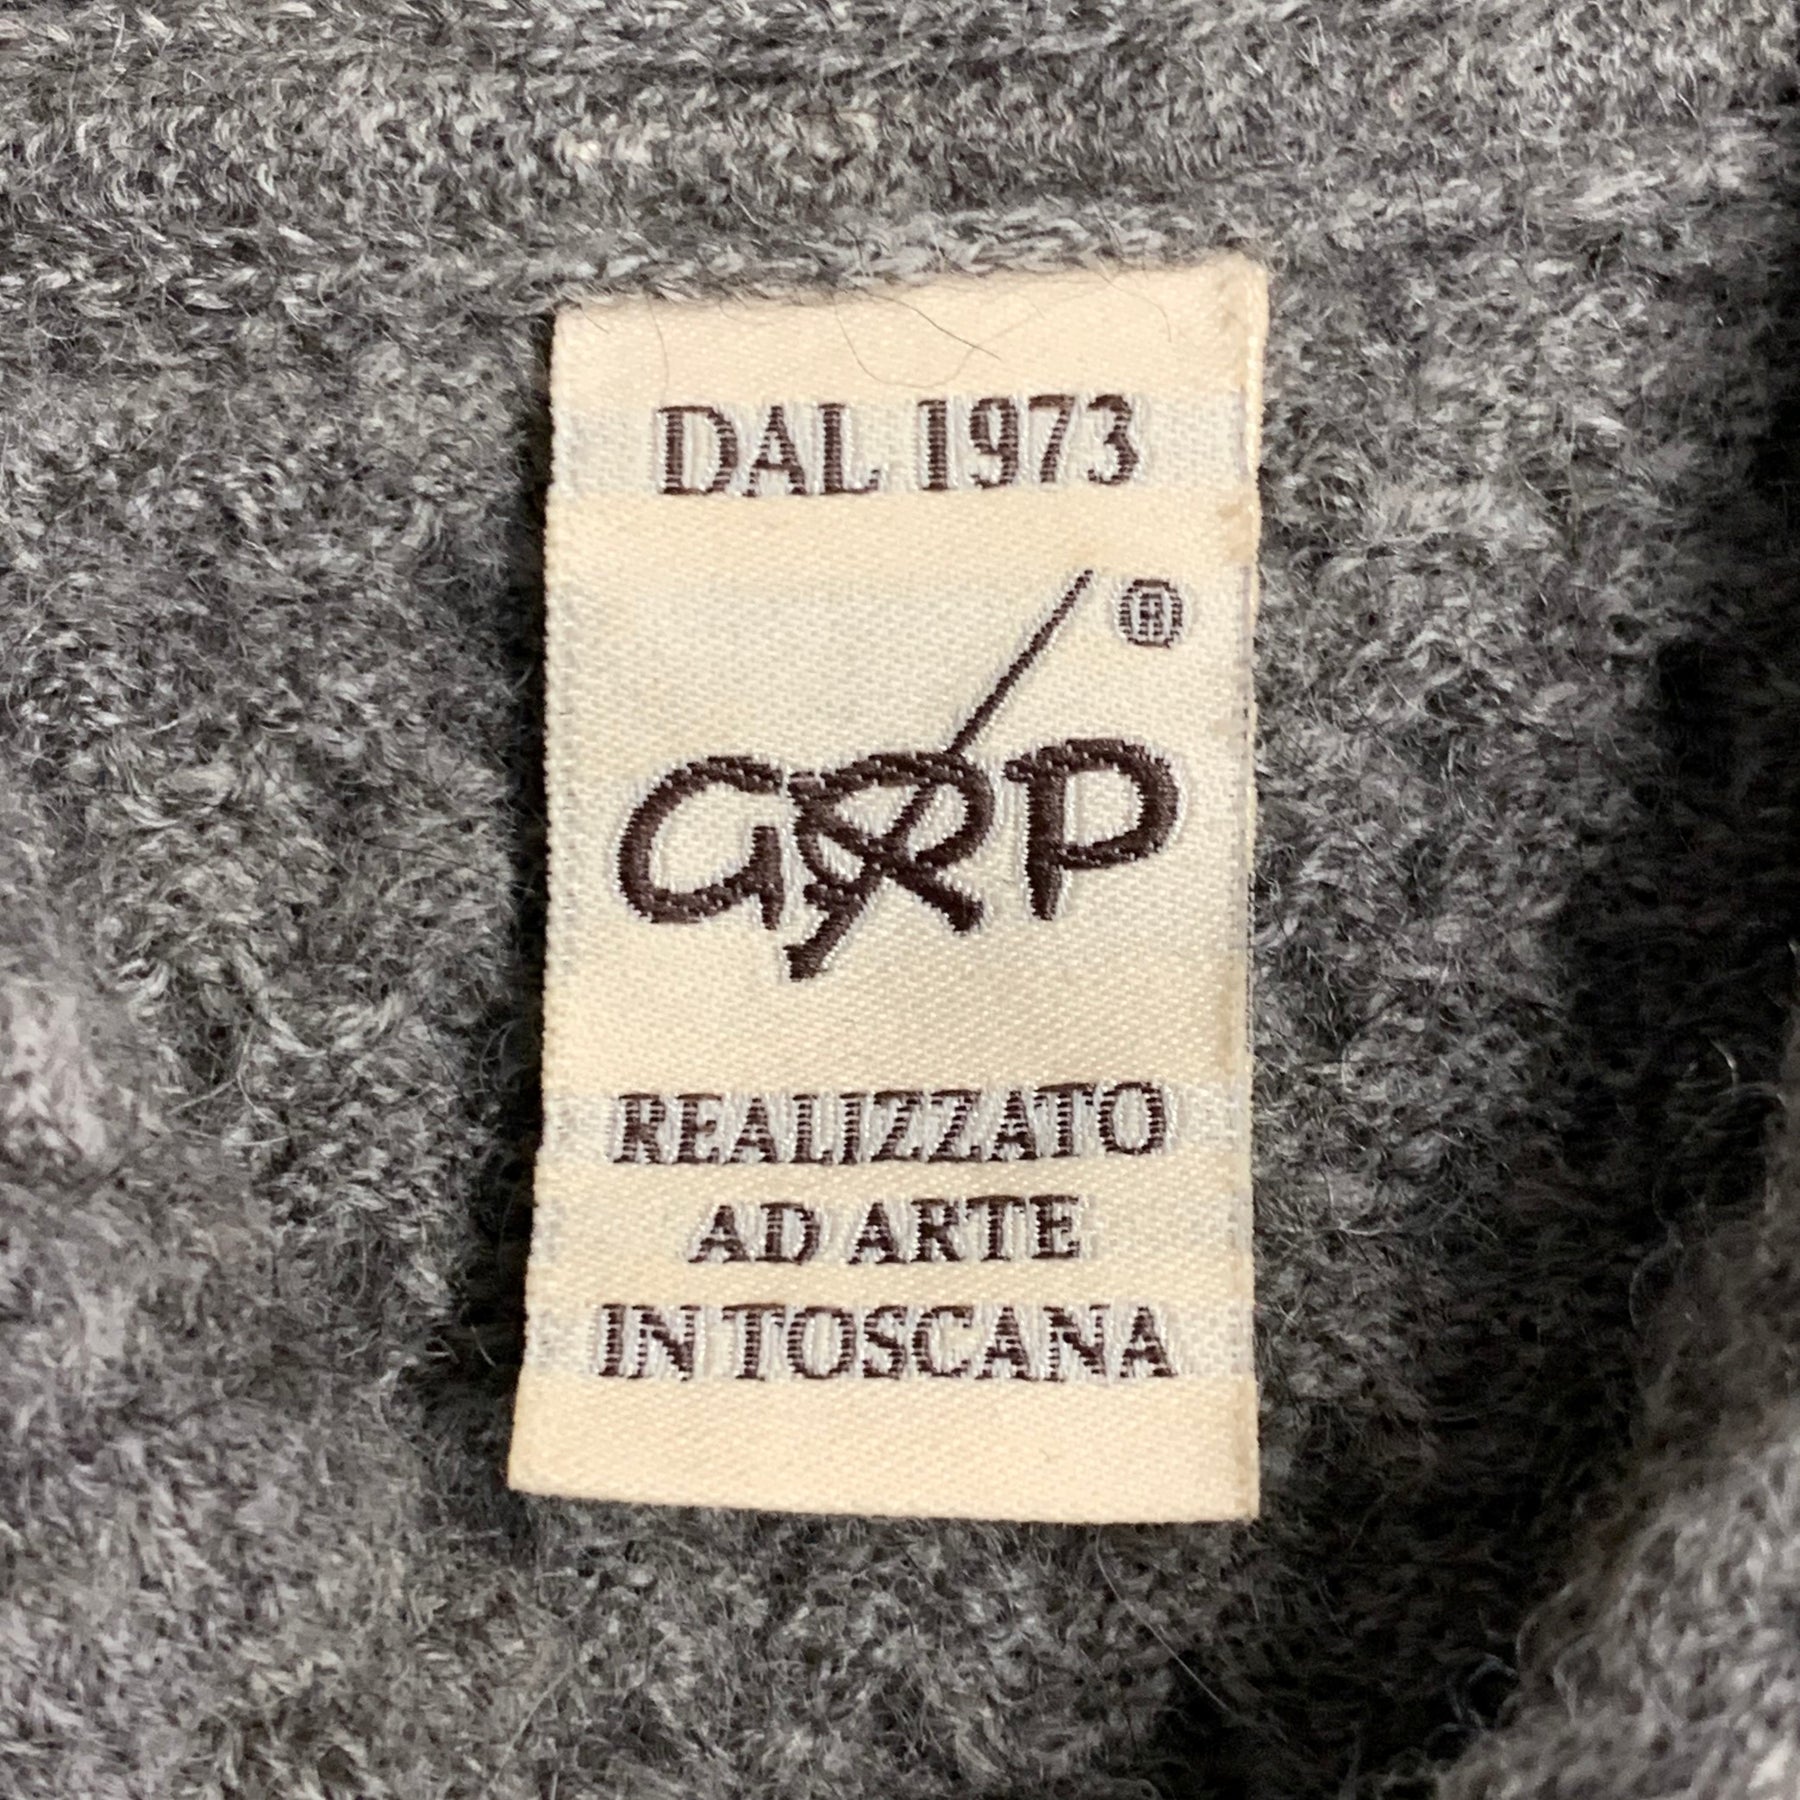 DAL 1973
GRP ®
REALIZZATO
AD ARTE
IN TOSCANA